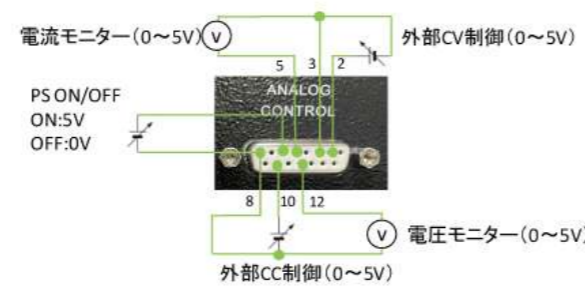 電流モニター(0～5V)
V
外部CV制御(0～5V)
5 3 2
PS ON/OFF
ON:5V
OFF:0V
ANALOG
CONTROL
8 10 12
V
電圧モニター(0～5V)
外部CC制御(0～5V)